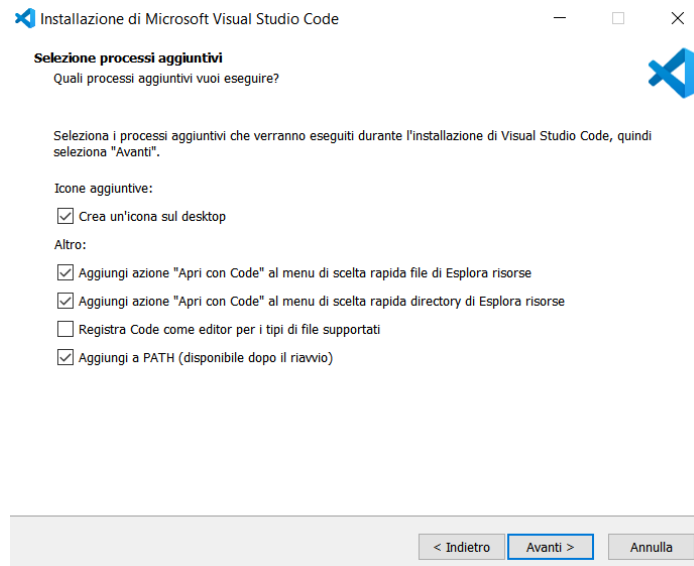 Installazione di Microsoft Visual Studio Code
Selezione processi aggiuntivi
Quali processi aggiuntivi vuoi eseguire?
Seleziona i processi aggiuntivi che verranno eseguiti durante l'installazione di Visual Studio Code, quindi
seleziona "Avanti".
Icone aggiuntive:
Crea un'icona sul desktop
Altro:
Aggiungi azione "Apri con Code" al menu di scelta rapida file di Esplora risorse
Aggiungi azione "Apri con Code" al menu di scelta rapida directory di Esplora risorse
Registra Code come editor per i tipi di file supportati
Aggiungi a PATH (disponibile dopo il riavvio)
< Indietro Avanti > Annulla